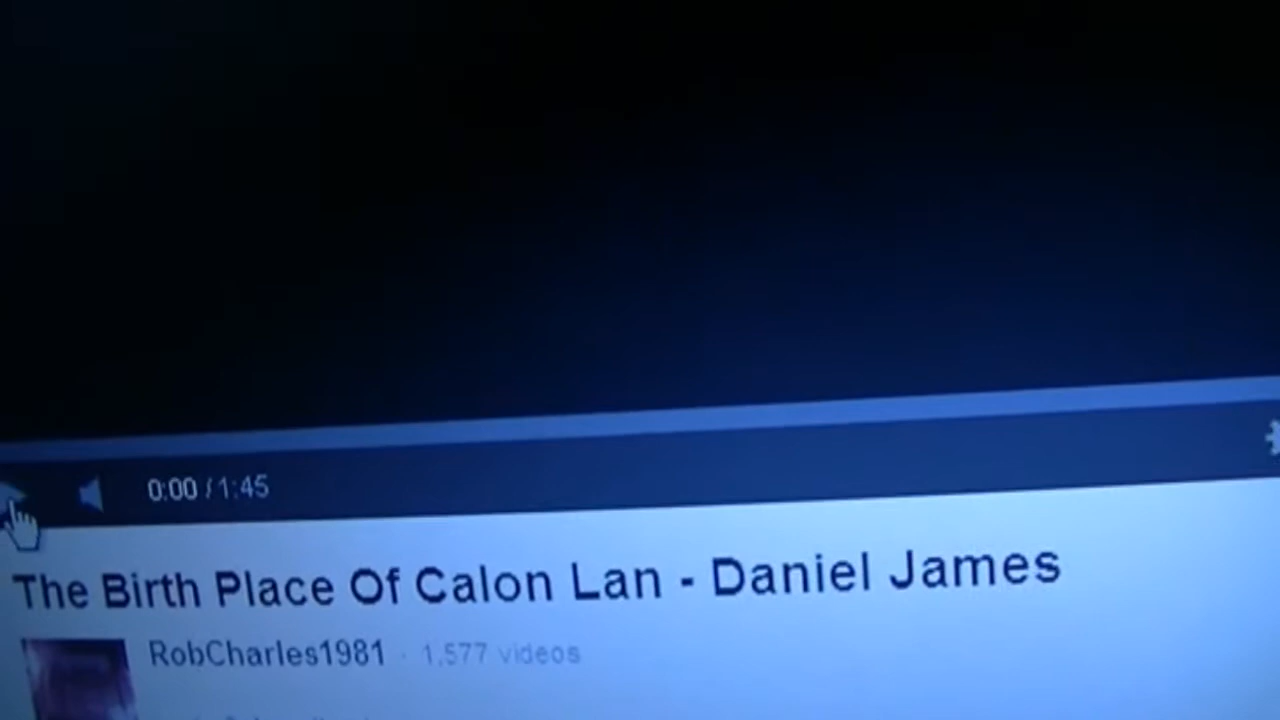 0:00 / 1:45
The Birth Place Of Calon Lan - Daniel James
RobCharles1981 · 1,577 videos